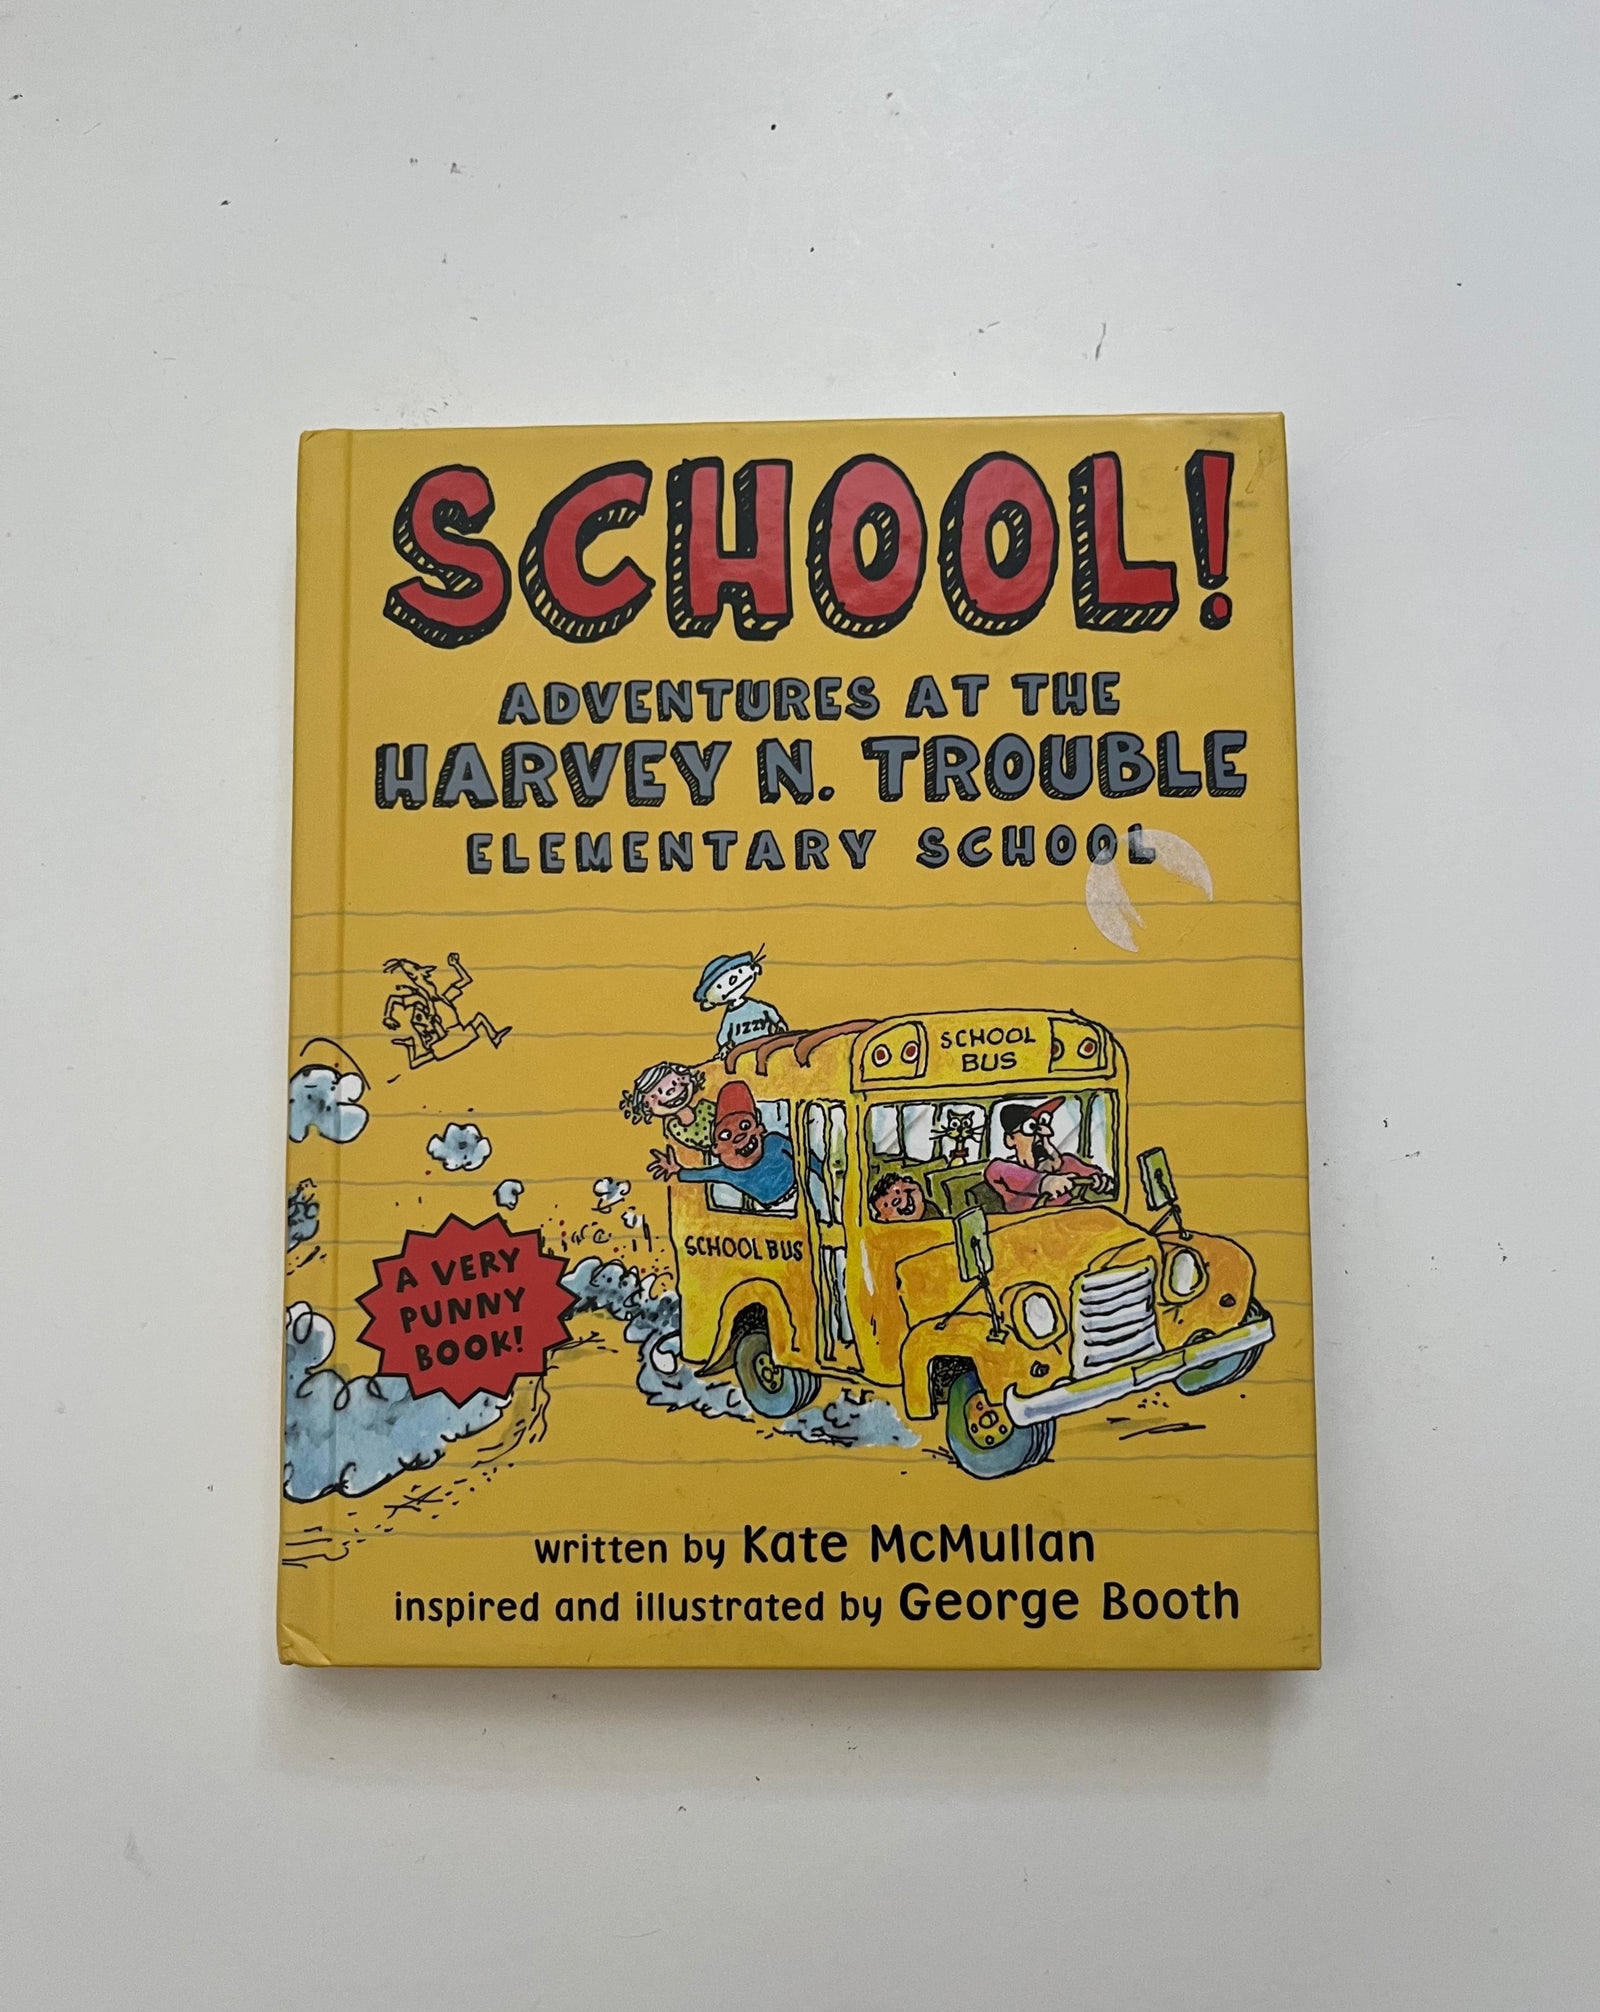 SCHOOL!
ADVENTURES AT THE
HARVEY N. TROUBLE
ELEMENTARY SCHOOL
IZZY
SCHOOL
BUS
SCHOOL BUS
A VERY
PUNNY
BOOK!
written by Kate McMullan
inspired and illustrated by George Booth